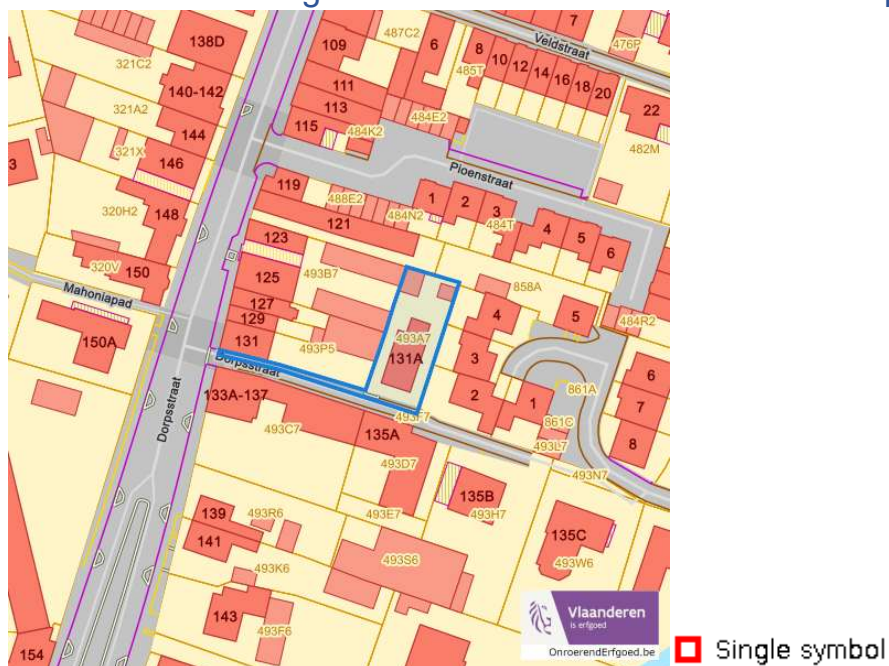 138D
109
487C2
6
8
7
Veldstraat
476P
321C2
485T
10
12
14
16
18
20
111
140-142
113
22
321A2
115
484E2
144
484K2
482M
321X
146
Ploenstraat
3
119
1
2
3
488E2
148
484N2
484T
4
5
6
320H2
121
123
320V
150
125
493B7
858A
Mahoniapad
127
4
5
484R2
129
493P5
493A7
131
131A
150A
Dorpsstraat
3
6
133A-137
2
1
861A
493F7
7
861C
Dorpsstraat
493C7
135A
493L7
8
493D7
493N7
135B
139
493R6
493E7
493H7
141
135C
493S6
493W6
493K6
143
Vlaanderen
is erfgoed
493F6
OnroerendErfgoed.be
154
Single symbol